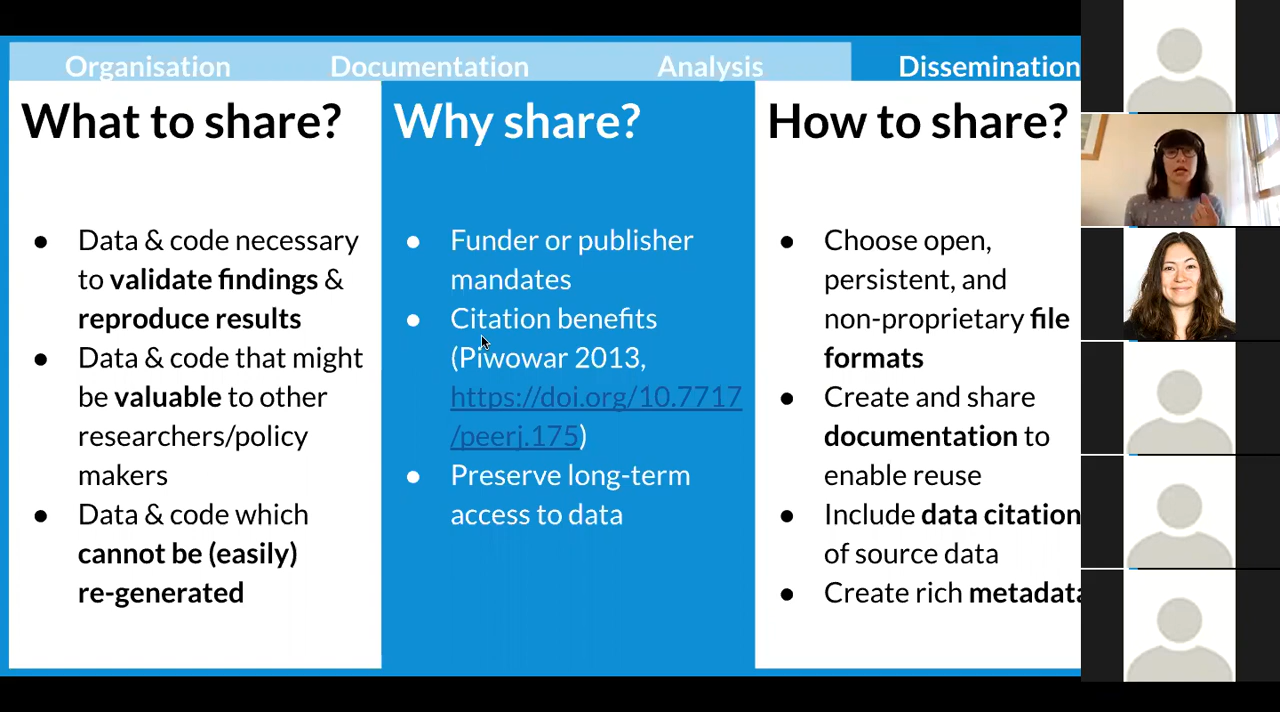 Organisation
Documentation
Analysis
Dissemination
What to share?
● Data & code necessary
to validate findings &
reproduce results
● Data & code that might
be valuable to other
researchers/policy
makers
● Data & code which
cannot be (easily)
re-generated
Why share?
● Funder or publisher
mandates
● Citation benefits
(Piwowar 2013,
https://doi.org/10.7717
/peerj.175)
● Preserve long-term
access to data
How to share?
● Choose open,
persistent, and
non-proprietary file
formats
● Create and share
documentation to
enable reuse
● Include data citation
of source data
● Create rich metadata